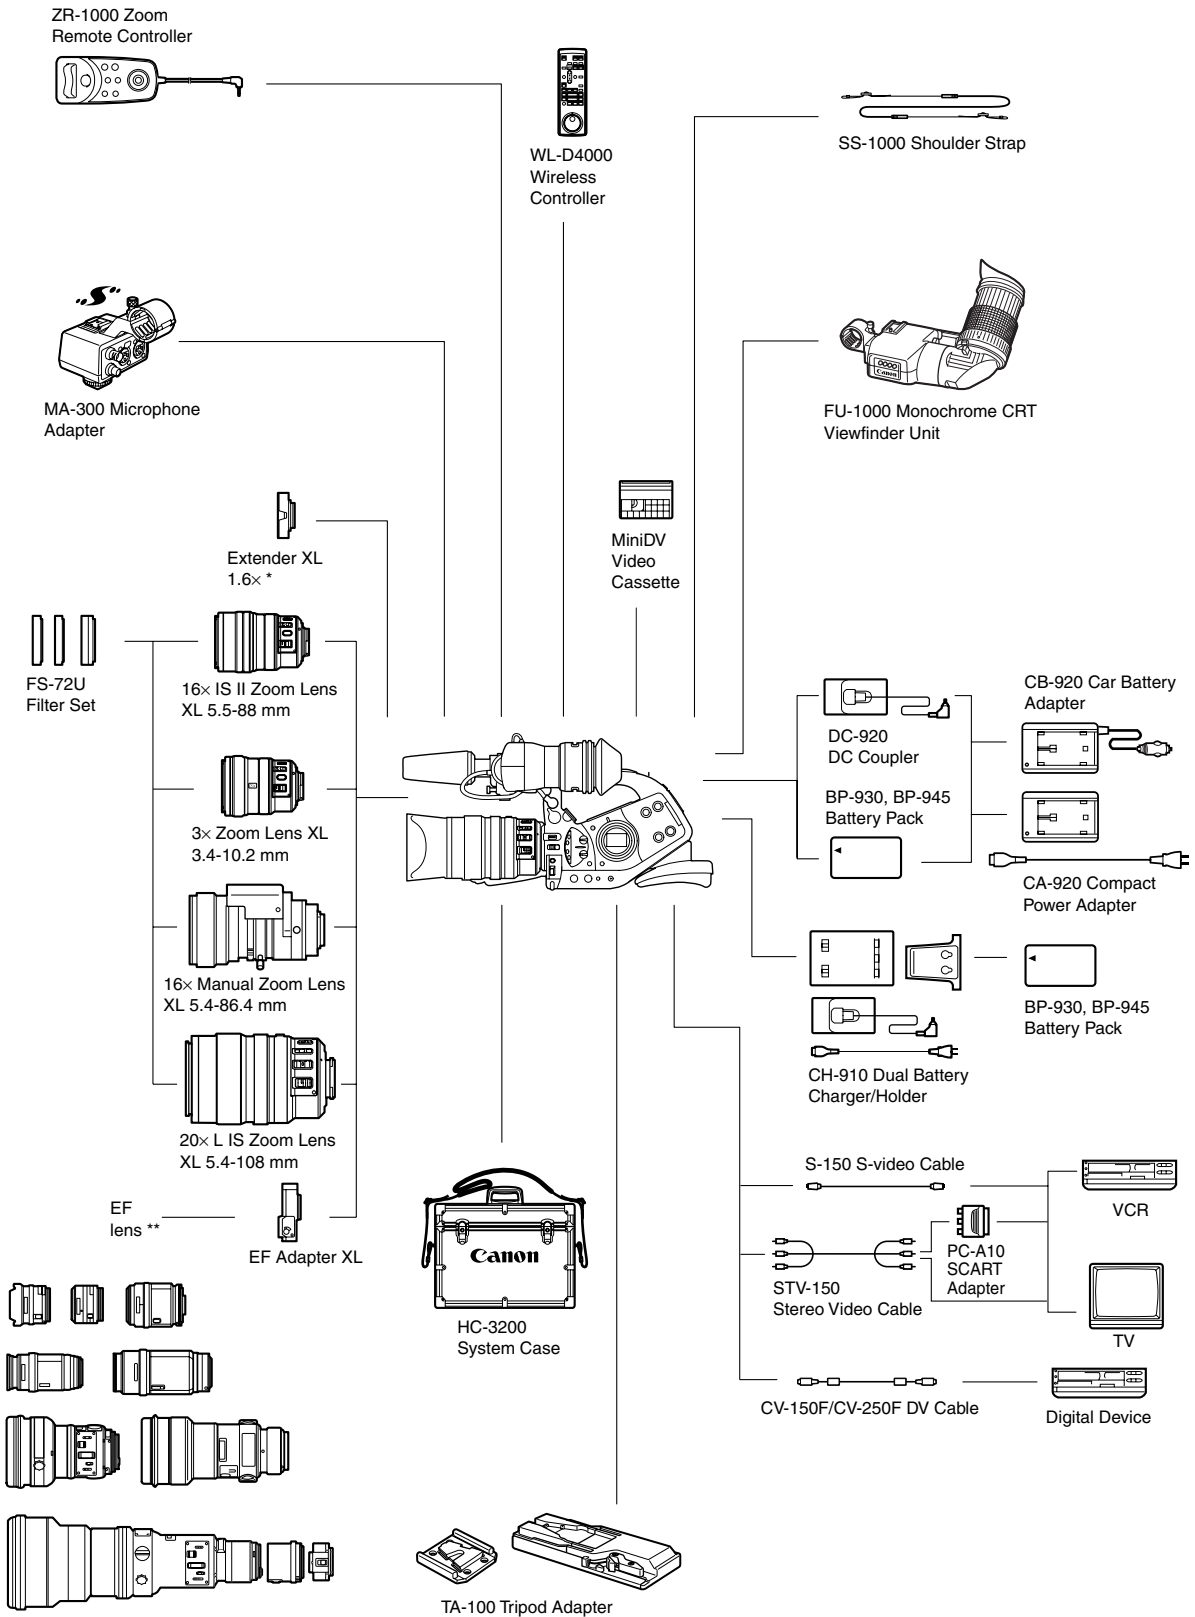 ZR-1000 Zoom
Remote Controller
WL-D4000
Wireless
Controller
SS-1000 Shoulder Strap
MA-300 Microphone
Adapter
Canon
FU-1000 Monochrome CRT
Viewfinder Unit
Extender XL
1.6× *
MiniDV
Video
Cassette
FS-72U
Filter Set
16× IS II Zoom Lens
XL 5.5-88 mm
3× Zoom Lens XL
3.4-10.2 mm
16× Manual Zoom Lens
XL 5.4-86.4 mm
20× L IS Zoom Lens
XL 5.4-108 mm
EF
lens **
EF Adapter XL
DC-920
DC Coupler
CB-920 Car Battery
Adapter
BP-930, BP-945
Battery Pack
CA-920 Compact
Power Adapter
BP-930, BP-945
Battery Pack
CH-910 Dual Battery
Charger/Holder
Canon
HC-3200
System Case
S-150 S-video Cable
VCR
PC-A10
SCART
Adapter
STV-150
Stereo Video Cable
TV
CV-150F/CV-250F DV Cable
Digital Device
TA-100 Tripod Adapter